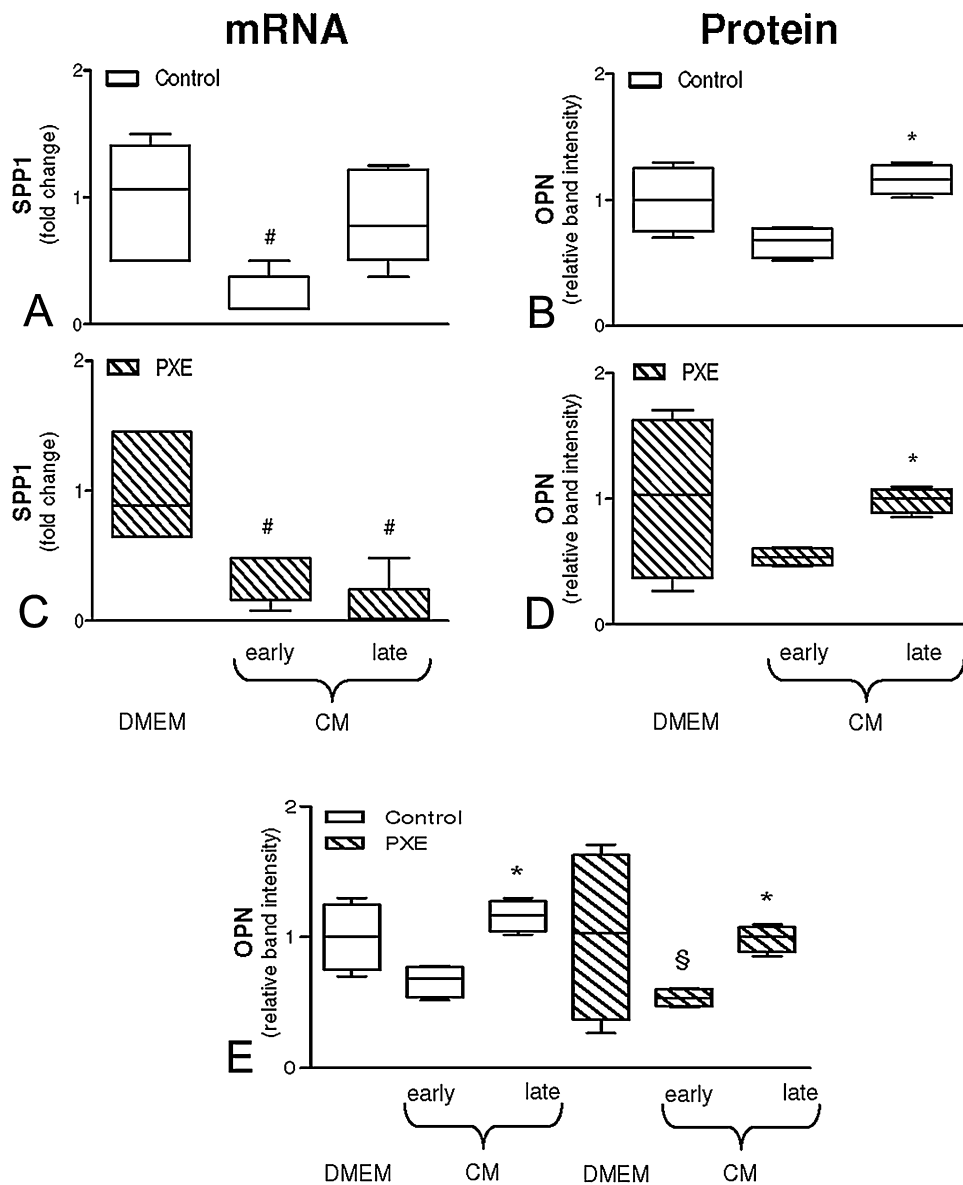 mRNA
Protein
2
Control
SPP1
(fold change)
1
#
0
A
2
Control
*
OPN
(relative band intensity)
1
0
B
2
PXE
SPP1
(fold change)
1
#
#
0
C
early
late
DMEM
CM
2
PXE
*
OPN
(relative band intensity)
1
0
D
early
late
DMEM
CM
2
Control
PXE
*
*
§
OPN
(relative band intensity)
1
0
E
early
late
early
late
DMEM
CM
DMEM
CM